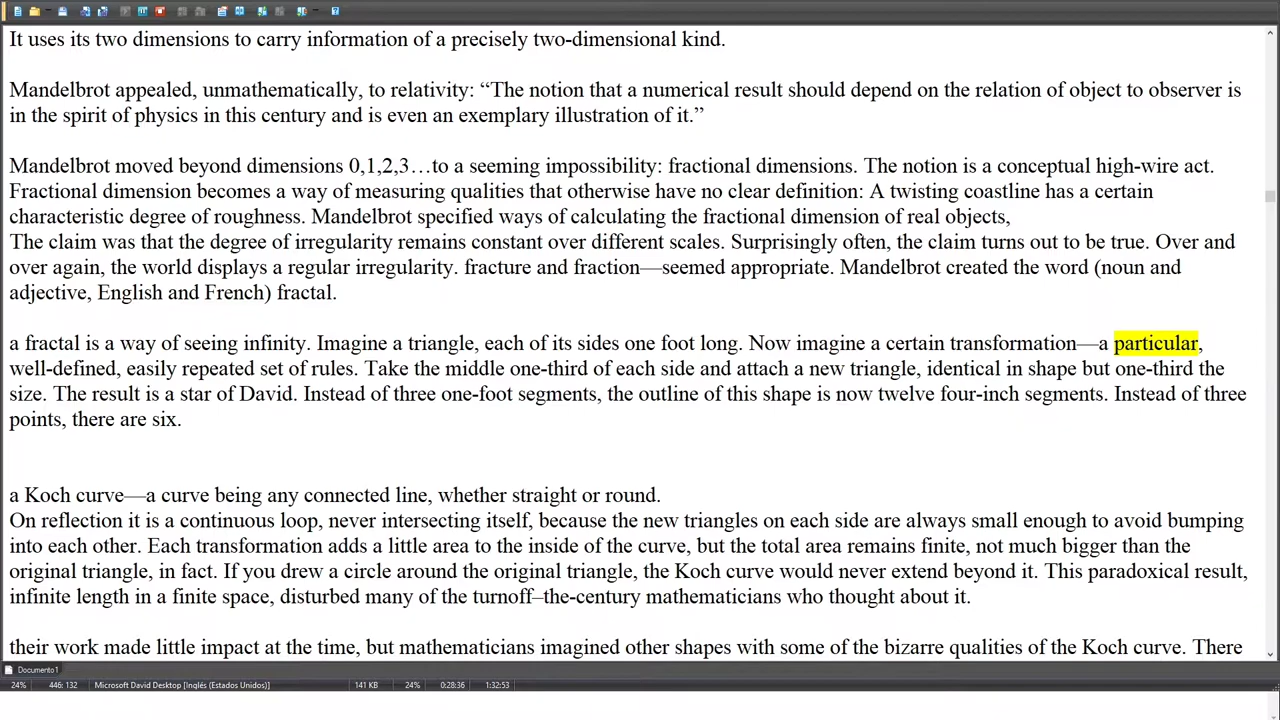 It uses its two dimensions to carry information of a precisely two-dimensional kind.
Mandelbrot appealed, unmathematically, to relativity: “The notion that a numerical result should depend on the relation of object to observer is
in the spirit of physics in this century and is even an exemplary illustration of it.”
Mandelbrot moved beyond dimensions 0,1,2,3…to a seeming impossibility: fractional dimensions. The notion is a conceptual high-wire act.
Fractional dimension becomes a way of measuring qualities that otherwise have no clear definition: A twisting coastline has a certain
characteristic degree of roughness. Mandelbrot specified ways of calculating the fractional dimension of real objects,
The claim was that the degree of irregularity remains constant over different scales. Surprisingly often, the claim turns out to be true. Over and
over again, the world displays a regular irregularity. fracture and fraction—seemed appropriate. Mandelbrot created the word (noun and
adjective, English and French) fractal.
a fractal is a way of seeing infinity. Imagine a triangle, each of its sides one foot long. Now imagine a certain transformation—a particular,
well-defined, easily repeated set of rules. Take the middle one-third of each side and attach a new triangle, identical in shape but one-third the
size. The result is a star of David. Instead of three one-foot segments, the outline of this shape is now twelve four-inch segments. Instead of three
points, there are six.
a Koch curve—a curve being any connected line, whether straight or round.
On reflection it is a continuous loop, never intersecting itself, because the new triangles on each side are always small enough to avoid bumping
into each other. Each transformation adds a little area to the inside of the curve, but the total area remains finite, not much bigger than the
original triangle, in fact. If you drew a circle around the original triangle, the Koch curve would never extend beyond it. This paradoxical result,
infinite length in a finite space, disturbed many of the turnoff–the-century mathematicians who thought about it.
their work made little impact at the time, but mathematicians imagined other shapes with some of the bizarre qualities of the Koch curve. There
Documento1
24% 446: 132 Microsoft David Desktop [Inglés (Estados Unidos)] 141 KB 24% 0:28:36 1:32:53